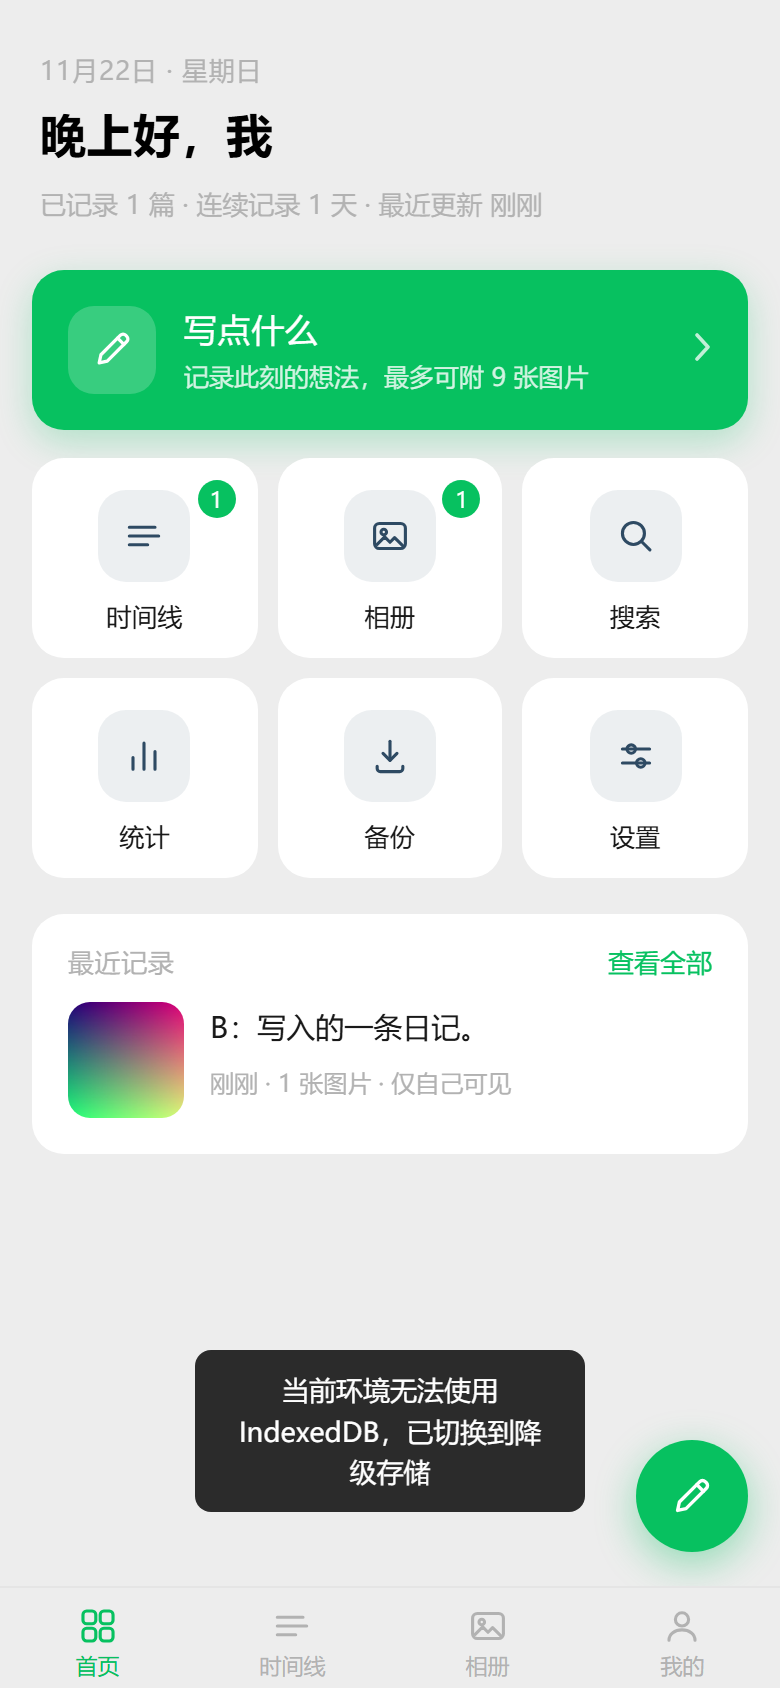 11月22日 · 星期日
晚上好，我
已记录 1 篇 · 连续记录 1 天 · 最近更新 刚刚
写点什么
记录此刻的想法，最多可附 9 张图片
1
1
时间线
相册
搜索
统计
备份
设置
最近记录
查看全部
B：写入的一条日记。
刚刚 · 1 张图片 · 仅自己可见
当前环境无法使用
IndexedDB，已切换到降
级存储
首页
时间线
相册
我的